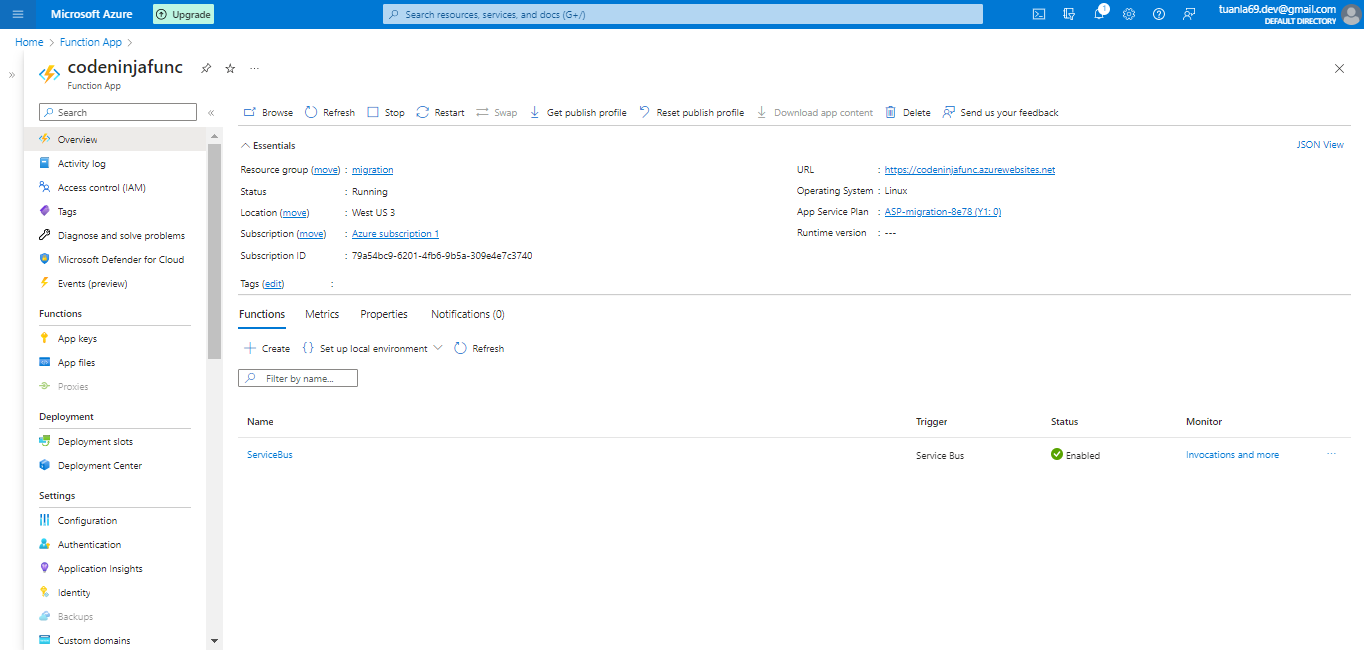 Microsoft Azure
Upgrade
Search resources, services, and docs (G+/)
1
tuanla69.dev@gmail.com
DEFAULT DIRECTORY
Home > Function App >
codeninjafunc
Function App
Search
Overview
Activity log
Access control (IAM)
Tags
Diagnose and solve problems
Microsoft Defender for Cloud
Events (preview)
Functions
App keys
App files
Proxies
Deployment
Deployment slots
Deployment Center
Settings
Configuration
Authentication
Application Insights
Identity
Backups
Custom domains
Browse Refresh Stop Restart Swap Get publish profile Reset publish profile Download app content Delete Send us your feedback
Essentials
JSON View
Resource group (move) : migration
Status : Running
Location (move) : West US 3
Subscription (move) : Azure subscription 1
Subscription ID : 79a54bc9-6201-4fb6-9b5a-309e4e7c3740
Tags (edit) :
URL : https://codeninjafunc.azurewebsites.net
Operating System : Linux
App Service Plan : ASP-migration-8e78 (Y1: 0)
Runtime version : ---
Functions Metrics Properties Notifications (0)
Create {} Set up local environment Refresh
Filter by name...
Name Trigger Status Monitor
ServiceBus Service Bus Enabled Invocations and more ...